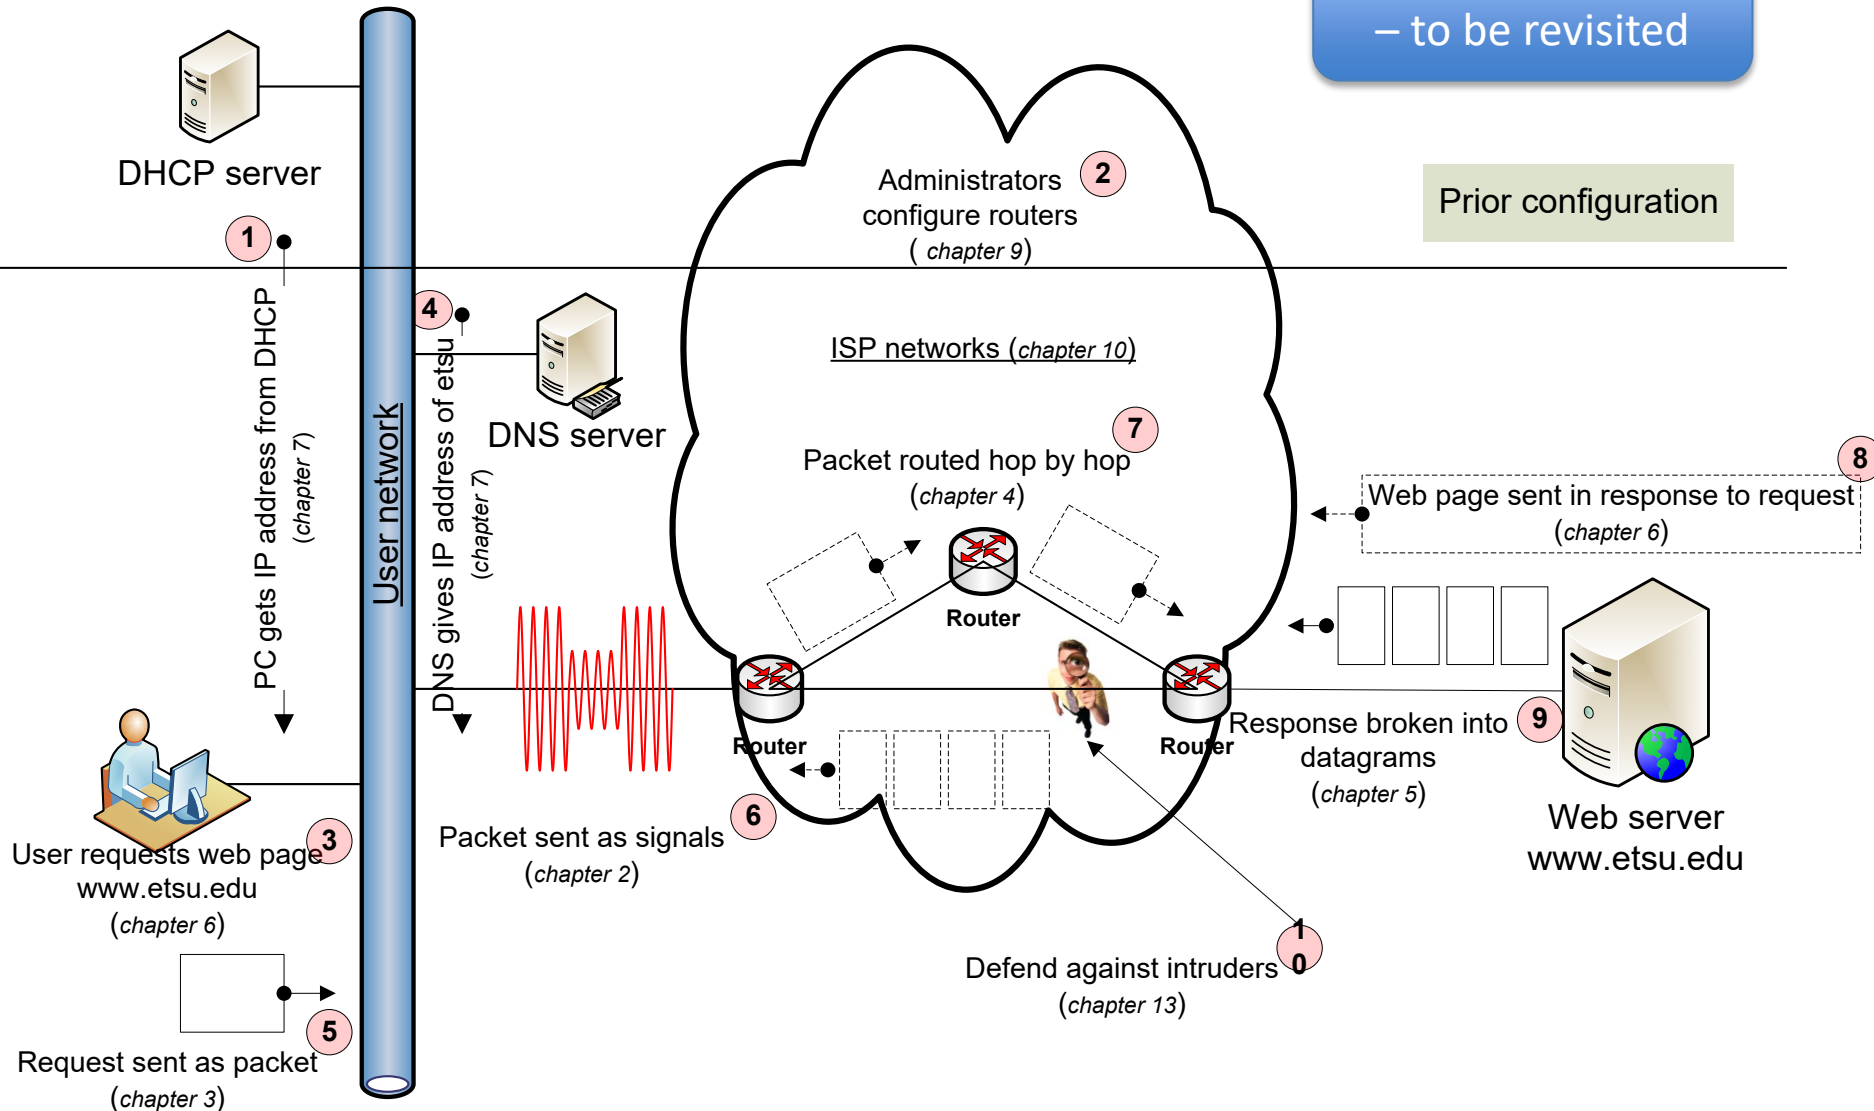 – to be revisited
DHCP server
Administrators
configure routers
( chapter 9)
2
Prior configuration
1
PC gets IP address from DHCP
(chapter 7)
User network
4
DNS gives IP address of etsu
(chapter 7)
DNS server
ISP networks (chapter 10)
7
Packet routed hop by hop
(chapter 4)
8
Web page sent in response to request
(chapter 6)
Router
Router
Router
Response broken into
datagrams
(chapter 5)
9
Web server
www.etsu.edu
3
User requests web page
www.etsu.edu
(chapter 6)
6
Packet sent as signals
(chapter 2)
10
Defend against intruders
(chapter 13)
5
Request sent as packet
(chapter 3)